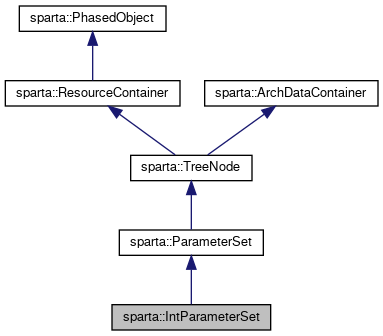 sparta::PhasedObject
sparta::ResourceContainer
sparta::ArchDataContainer
sparta::TreeNode
sparta::ParameterSet
sparta::IntParameterSet